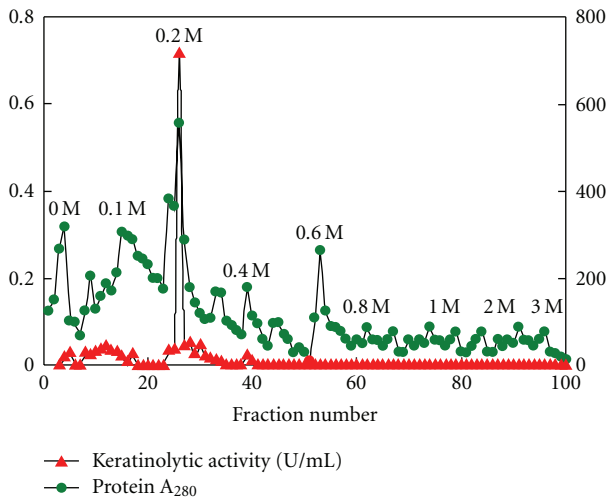 0.8
800
0.2 M
0.6
600
0.4
400
0 M
0.1 M
0.6 M
0.4 M
0.2
200
0.8 M
1 M
2 M
3 M
0
0
0
20
40
60
80
100
Fraction number
Keratinolytic activity (U/mL)
Protein A280